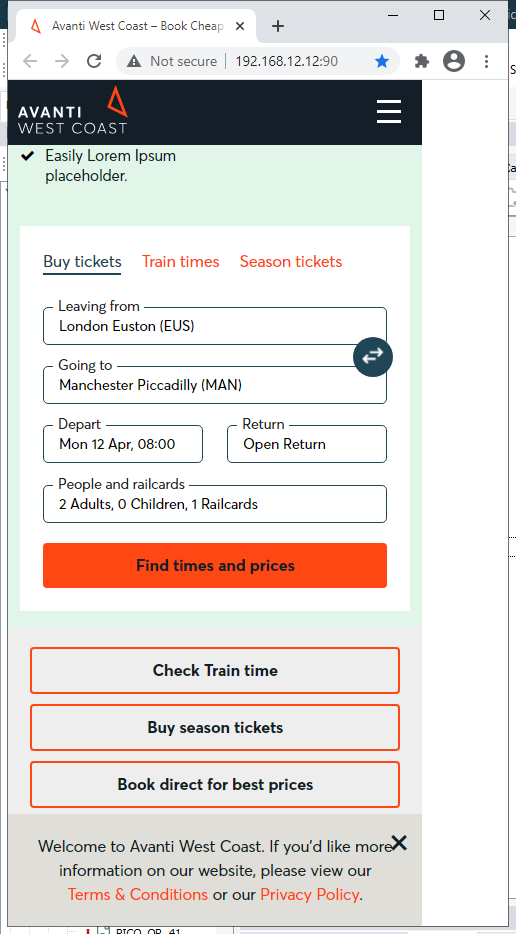 Avanti West Coast – Book Cheap
Not secure | 192.168.12.12:90
AVANTI
WEST COAST
Easily Lorem Ipsum
placeholder.
Buy tickets Train times Season tickets
Leaving from
London Euston (EUS)
Going to
Manchester Piccadilly (MAN)
Depart Return
Mon 12 Apr, 08:00 Open Return
People and railcards
2 Adults, 0 Children, 1 Railcards
Find times and prices
Check Train time
Buy season tickets
Book direct for best prices
Welcome to Avanti West Coast. If you'd like more
information on our website, please view our
Terms & Conditions or our Privacy Policy.